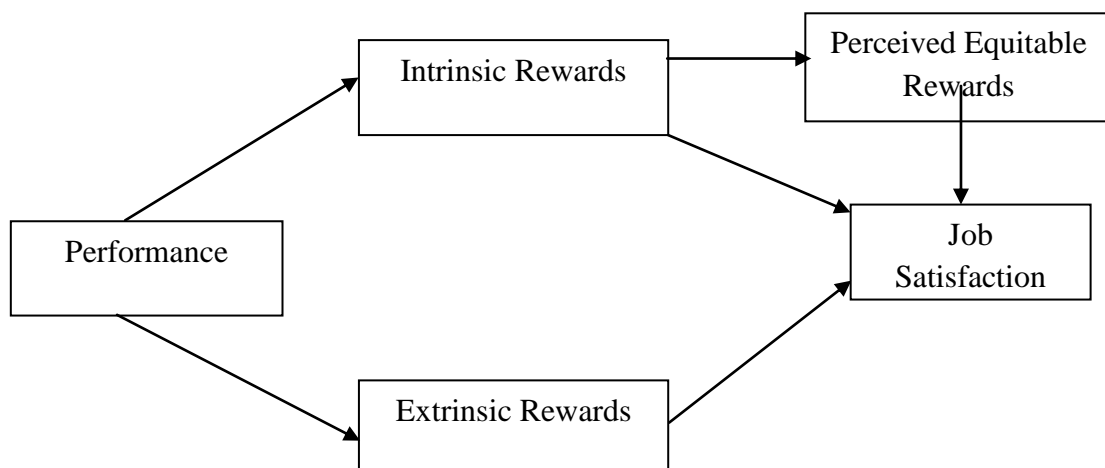 Perceived Equitable
Rewards
Intrinsic Rewards
Performance
Job
Satisfaction
Extrinsic Rewards